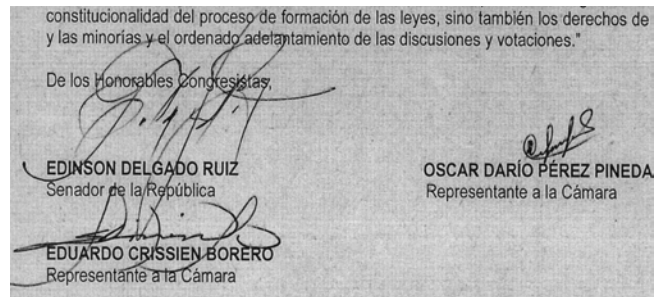 constitucionalidad del proceso de formación de las leyes, sino también los derechos de
y las minorías y el ordenado adelantamiento de las discusiones y votaciones."
De los Honorables Congresistas,
EDINSON DELGADO RUIZ
Senador de la República
OSCAR DARÍO PÉREZ PINEDA
Representante a la Cámara
EDUARDO CRISSIEN BORERO
Representante a la Cámara